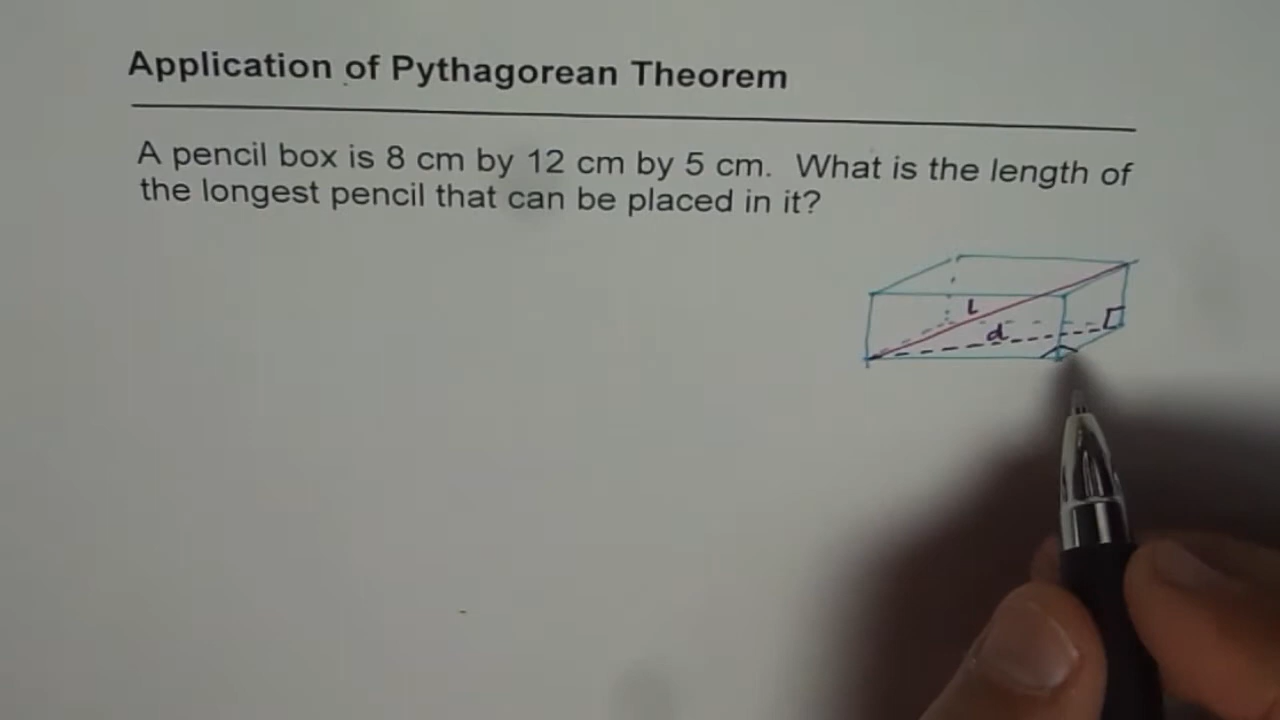 Application of Pythagorean Theorem
A pencil box is 8 cm by 12 cm by 5 cm. What is the length of
the longest pencil that can be placed in it?
l
d